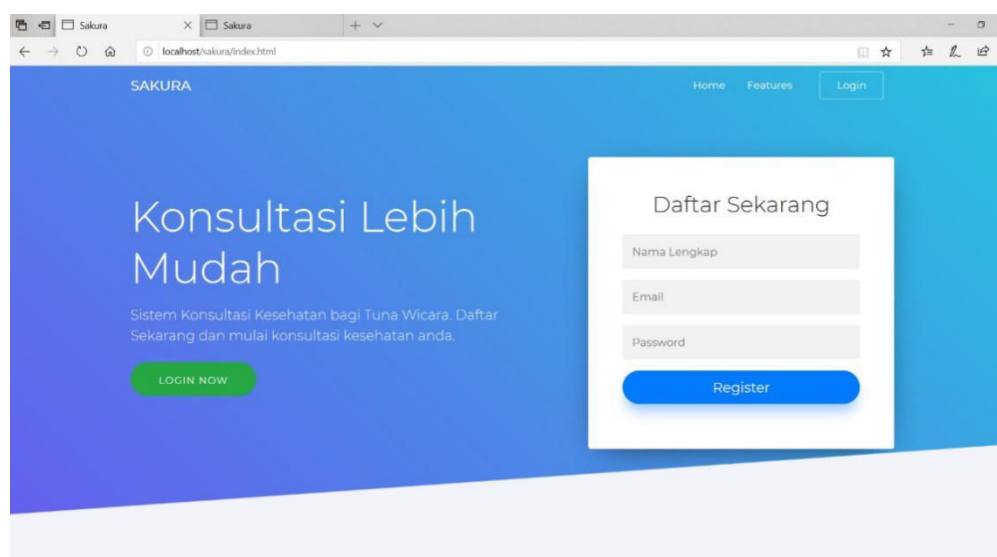 Sakura
Sakura
localhost/sakura/index.html
SAKURA
Home
Features
Login
Konsultasi Lebih
Mudah
Sistem Konsultasi Kesehatan bagi Tuna Wicara. Daftar
Sekarang dan mulai konsultasi kesehatan anda.
LOGIN NOW
Daftar Sekarang
Nama Lengkap
Email
Password
Register